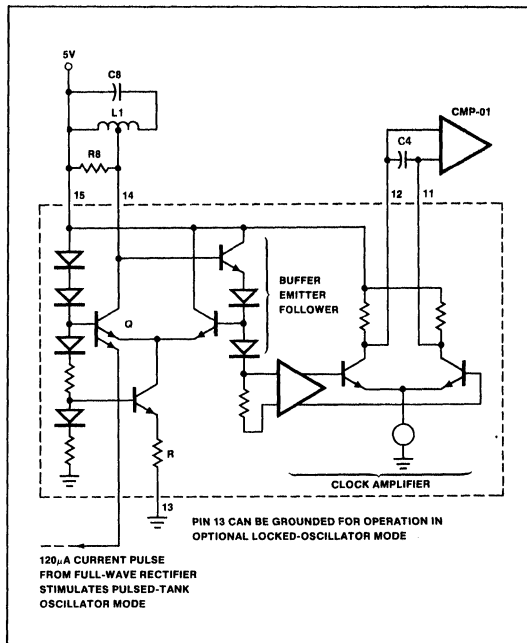 5V
C8
L1
CMP-01
C4
R8
15
14
12
11
BUFFER
EMITTER
FOLLOWER
Q
R
CLOCK AMPLIFIER
13
PIN 13 CAN BE GROUNDED FOR OPERATION IN
OPTIONAL LOCKED-OSCILLATOR MODE
120μA CURRENT PULSE
FROM FULL-WAVE RECTIFIER
STIMULATES PULSED-TANK
OSCILLATOR MODE